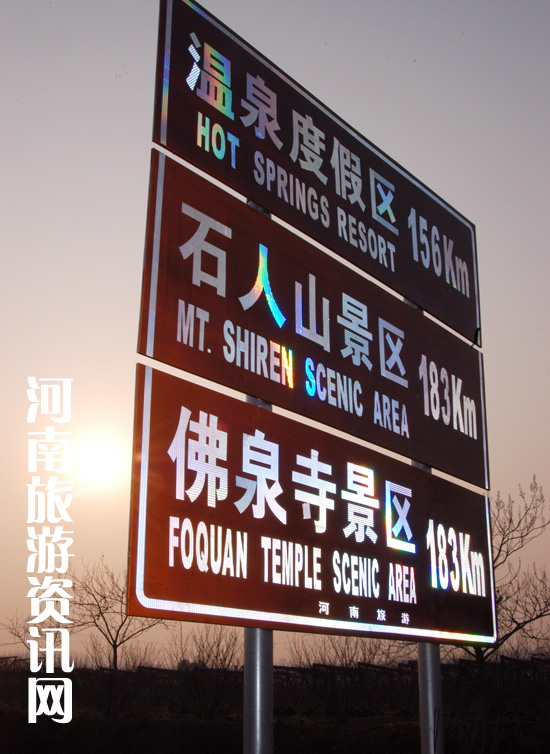 温泉度假区 156Km
HOT SPRINGS RESORT
石人山景区 183Km
MT. SHIREN SCENIC AREA
佛泉寺景区 183Km
FOQUAN TEMPLE SCENIC AREA
河南旅游
河南旅游资讯网